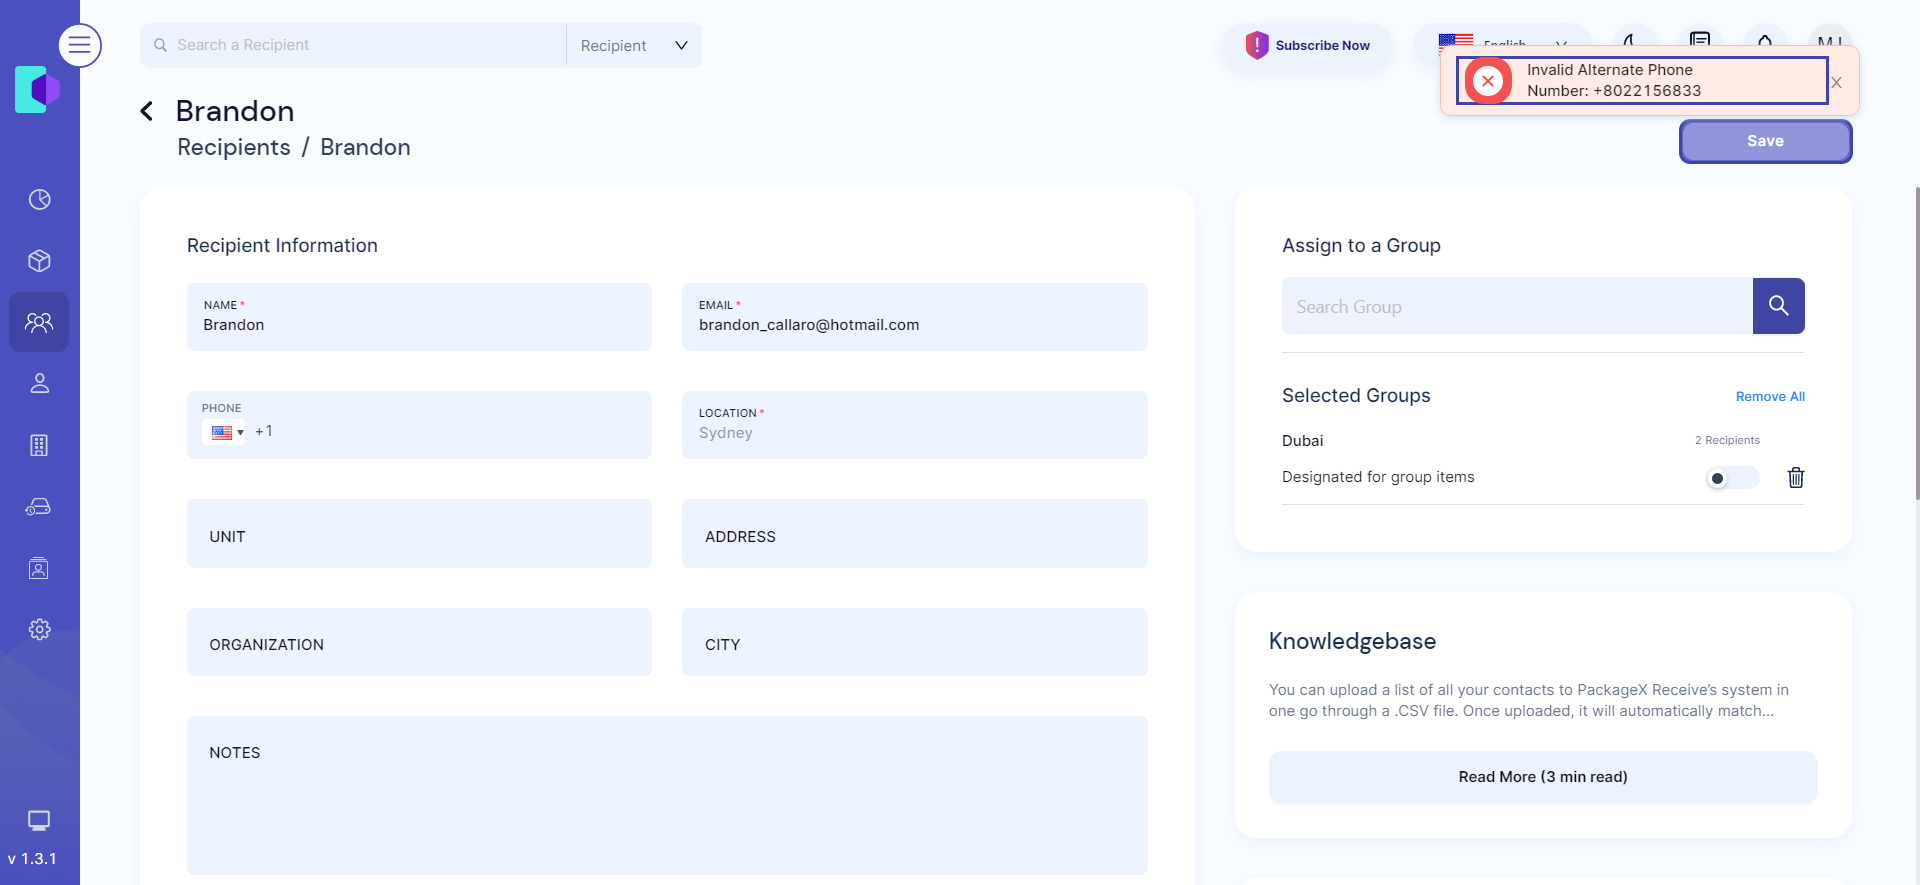 Search a Recipient
Recipient
Subscribe Now
English
Invalid Alternate Phone
Number: +8022156833
Brandon
Recipients / Brandon
Save
Recipient Information
NAME *
Brandon
EMAIL *
brandon_callaro@hotmail.com
PHONE
+1
LOCATION *
Sydney
UNIT
ADDRESS
ORGANIZATION
CITY
NOTES
Assign to a Group
Search Group
Selected Groups
Remove All
Dubai
2 Recipients
Designated for group items
Knowledgebase
You can upload a list of all your contacts to PackageX Receive's system in
one go through a .CSV file. Once uploaded, it will automatically match...
Read More (3 min read)
v 1.3.1